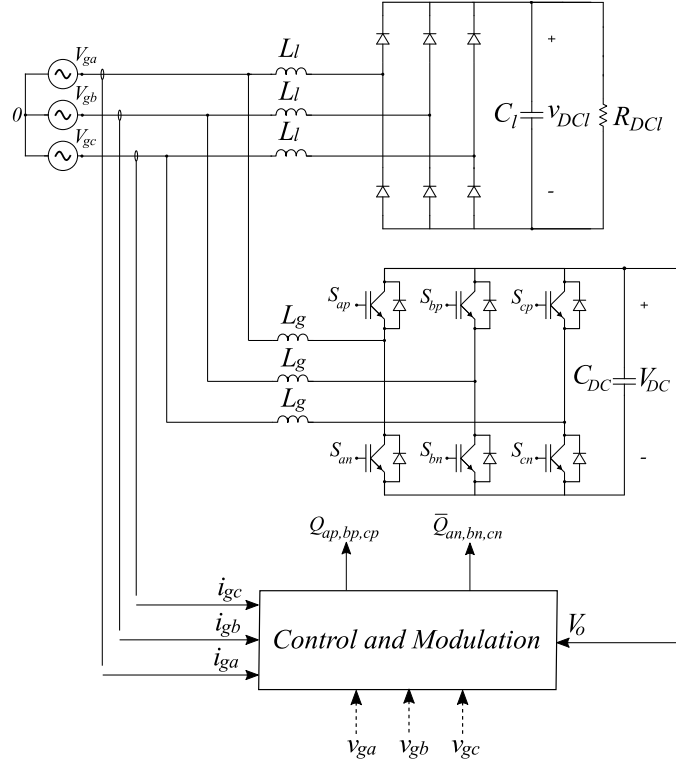 V_ga
V_gb
V_gc
0
L_l
L_l
L_l
C_l
+
v_DCl
-
R_DCl
S_ap
S_bp
S_cp
L_g
L_g
L_g
C_DC
+
V_DC
-
S_an
S_bn
S_cn
Q_ap,bp,cp
Q̅_an,bn,cn
i_gc
i_gb
i_ga
Control and Modulation
V_o
v_ga
v_gb
v_gc